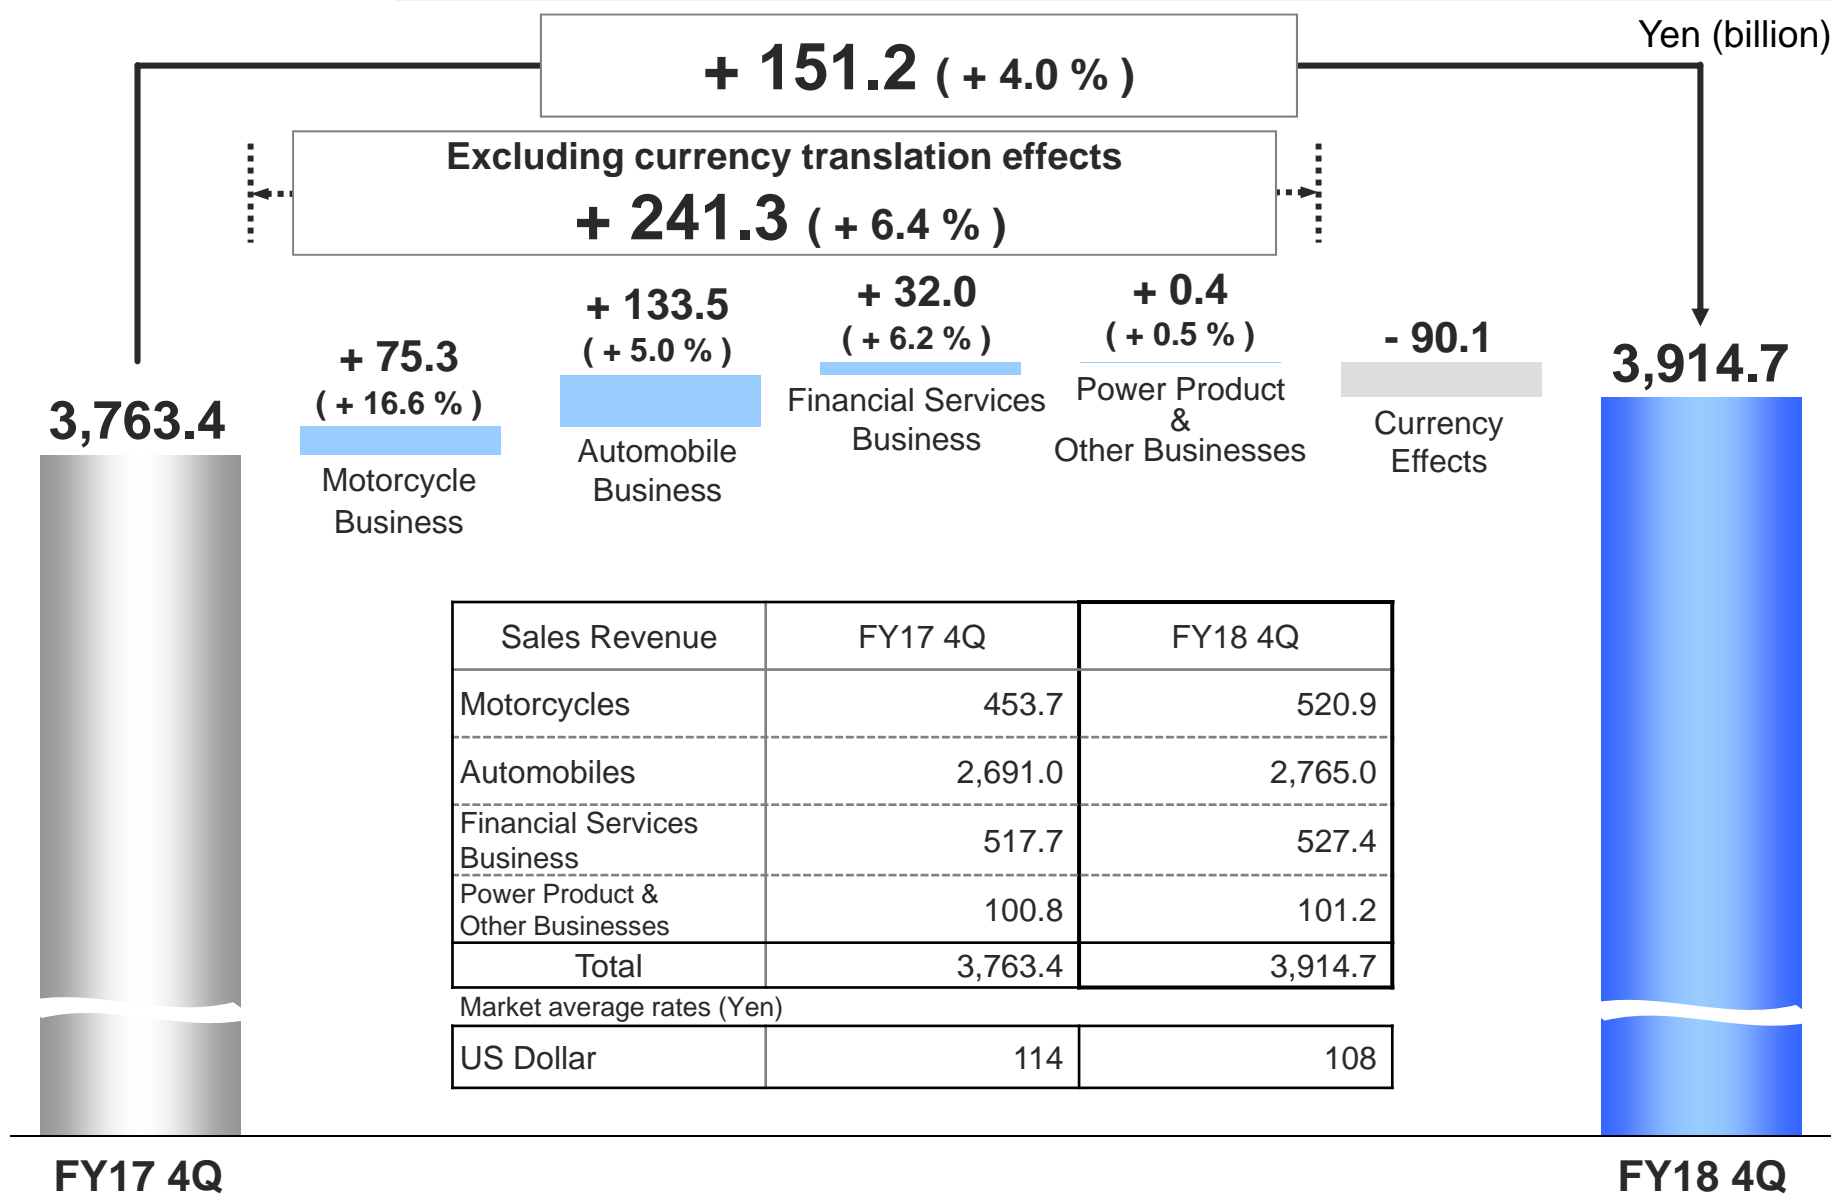 Yen (billion)
+ 151.2 ( + 4.0 % )
Excluding currency translation effects
+ 241.3 ( + 6.4 % )
3,763.4
+ 75.3
( + 16.6 % )
Motorcycle
Business
+ 133.5
( + 5.0 % )
Automobile
Business
+ 32.0
( + 6.2 % )
Financial Services
Business
+ 0.4
( + 0.5 % )
Power Product
&
Other Businesses
- 90.1
Currency
Effects
3,914.7
Sales Revenue FY17 4Q FY18 4Q
Motorcycles 453.7 520.9
Automobiles 2,691.0 2,765.0
Financial Services
Business 517.7 527.4
Power Product &
Other Businesses 100.8 101.2
Total 3,763.4 3,914.7
Market average rates (Yen)
US Dollar 114 108
FY17 4Q
FY18 4Q